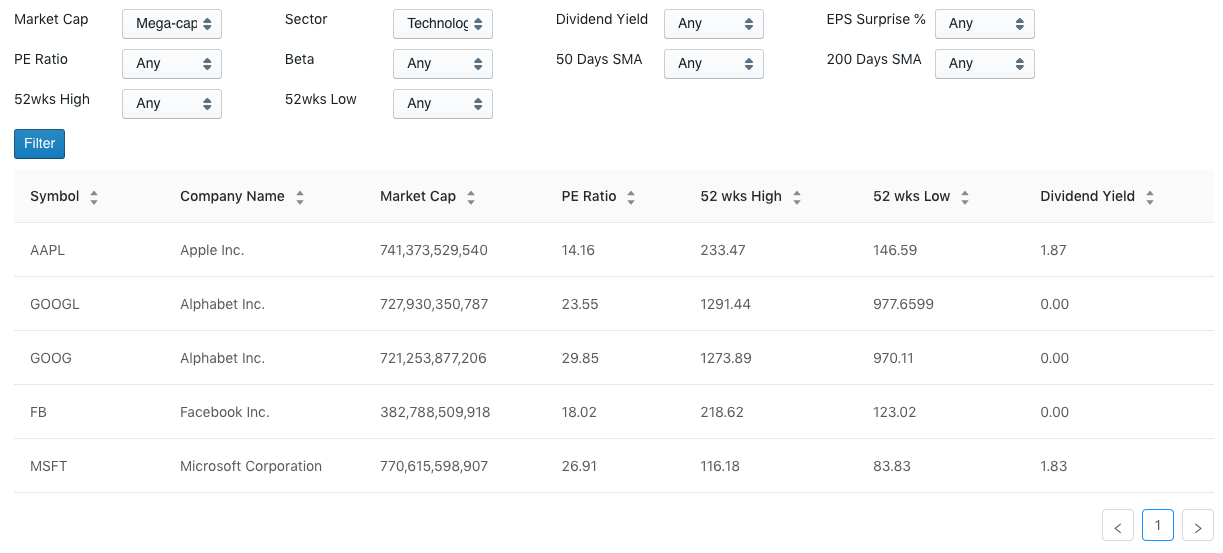 Market Cap Mega-cap Sector Technolog Dividend Yield Any EPS Surprise % Any
PE Ratio Any Beta Any 50 Days SMA Any 200 Days SMA Any
52wks High Any 52wks Low Any
Filter
Symbol Company Name Market Cap PE Ratio 52 wks High 52 wks Low Dividend Yield
AAPL Apple Inc. 741,373,529,540 14.16 233.47 146.59 1.87
GOOGL Alphabet Inc. 727,930,350,787 23.55 1291.44 977.6599 0.00
GOOG Alphabet Inc. 721,253,877,206 29.85 1273.89 970.11 0.00
FB Facebook Inc. 382,788,509,918 18.02 218.62 123.02 0.00
MSFT Microsoft Corporation 770,615,598,907 26.91 116.18 83.83 1.83
< 1 >